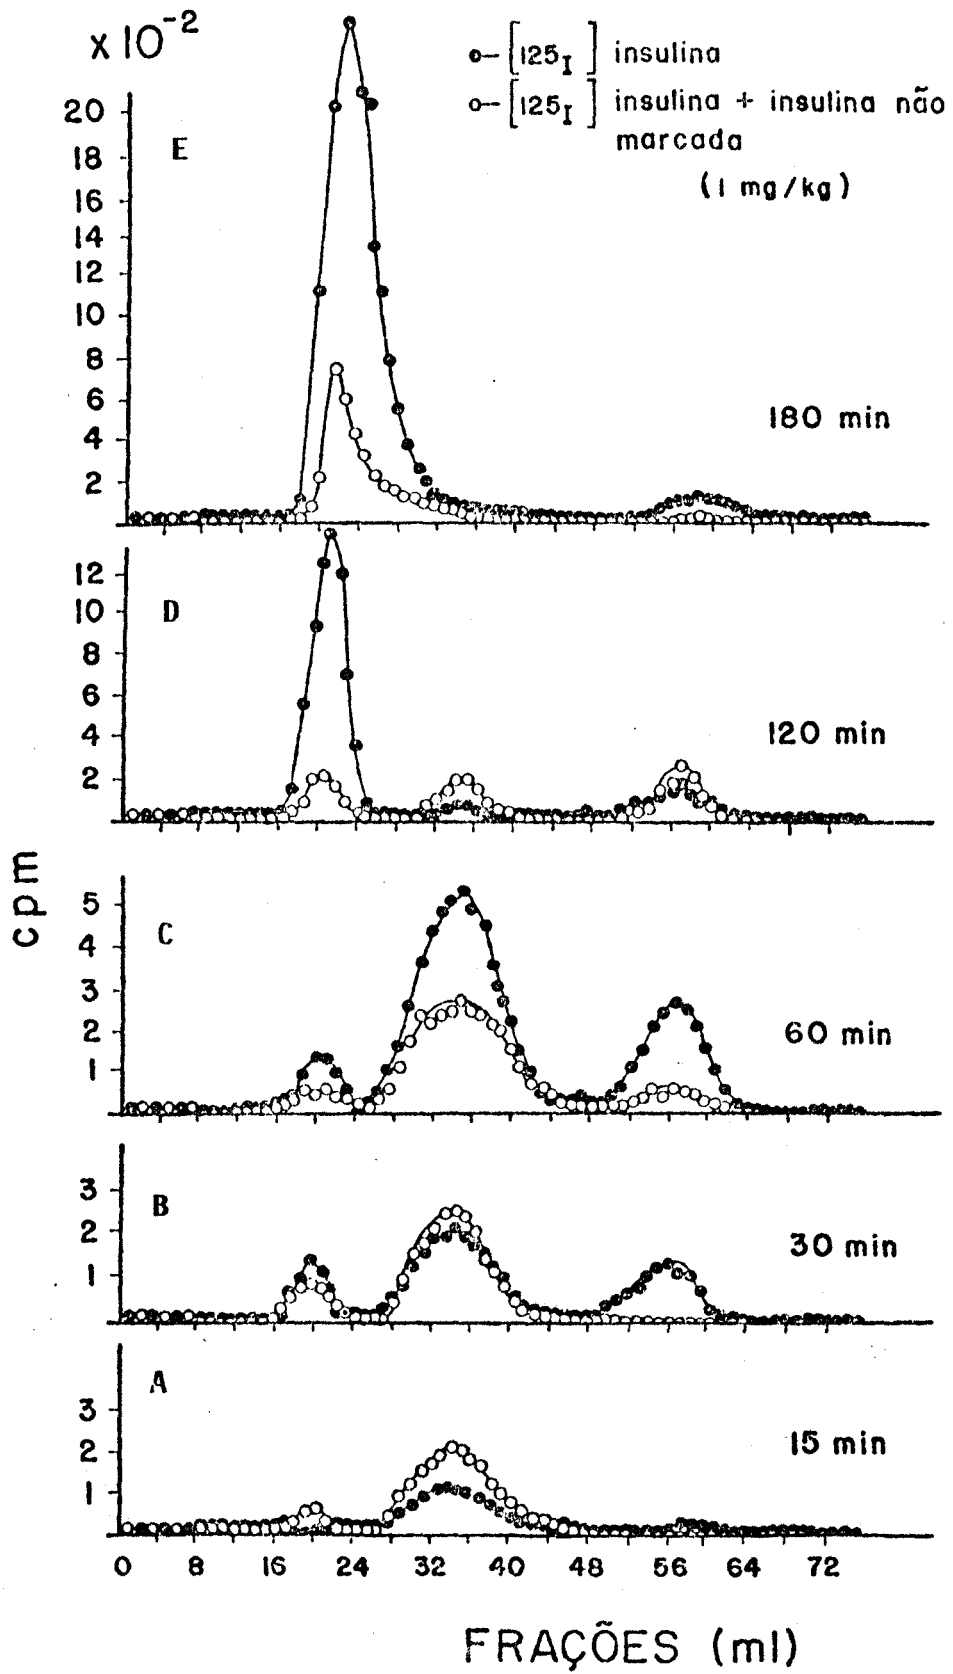 x10-2
●-[125I] insulina
○-[125I] insulina + insulina não
marcada
(1 mg/kg)
E
20
18
16
14
12
10
8
6
4
2
180 min
D
12
10
8
6
4
2
120 min
cpm
C
5
4
3
2
1
60 min
B
3
2
1
30 min
A
3
2
1
15 min
0 8 16 24 32 40 48 56 64 72
FRAÇÕES (ml)